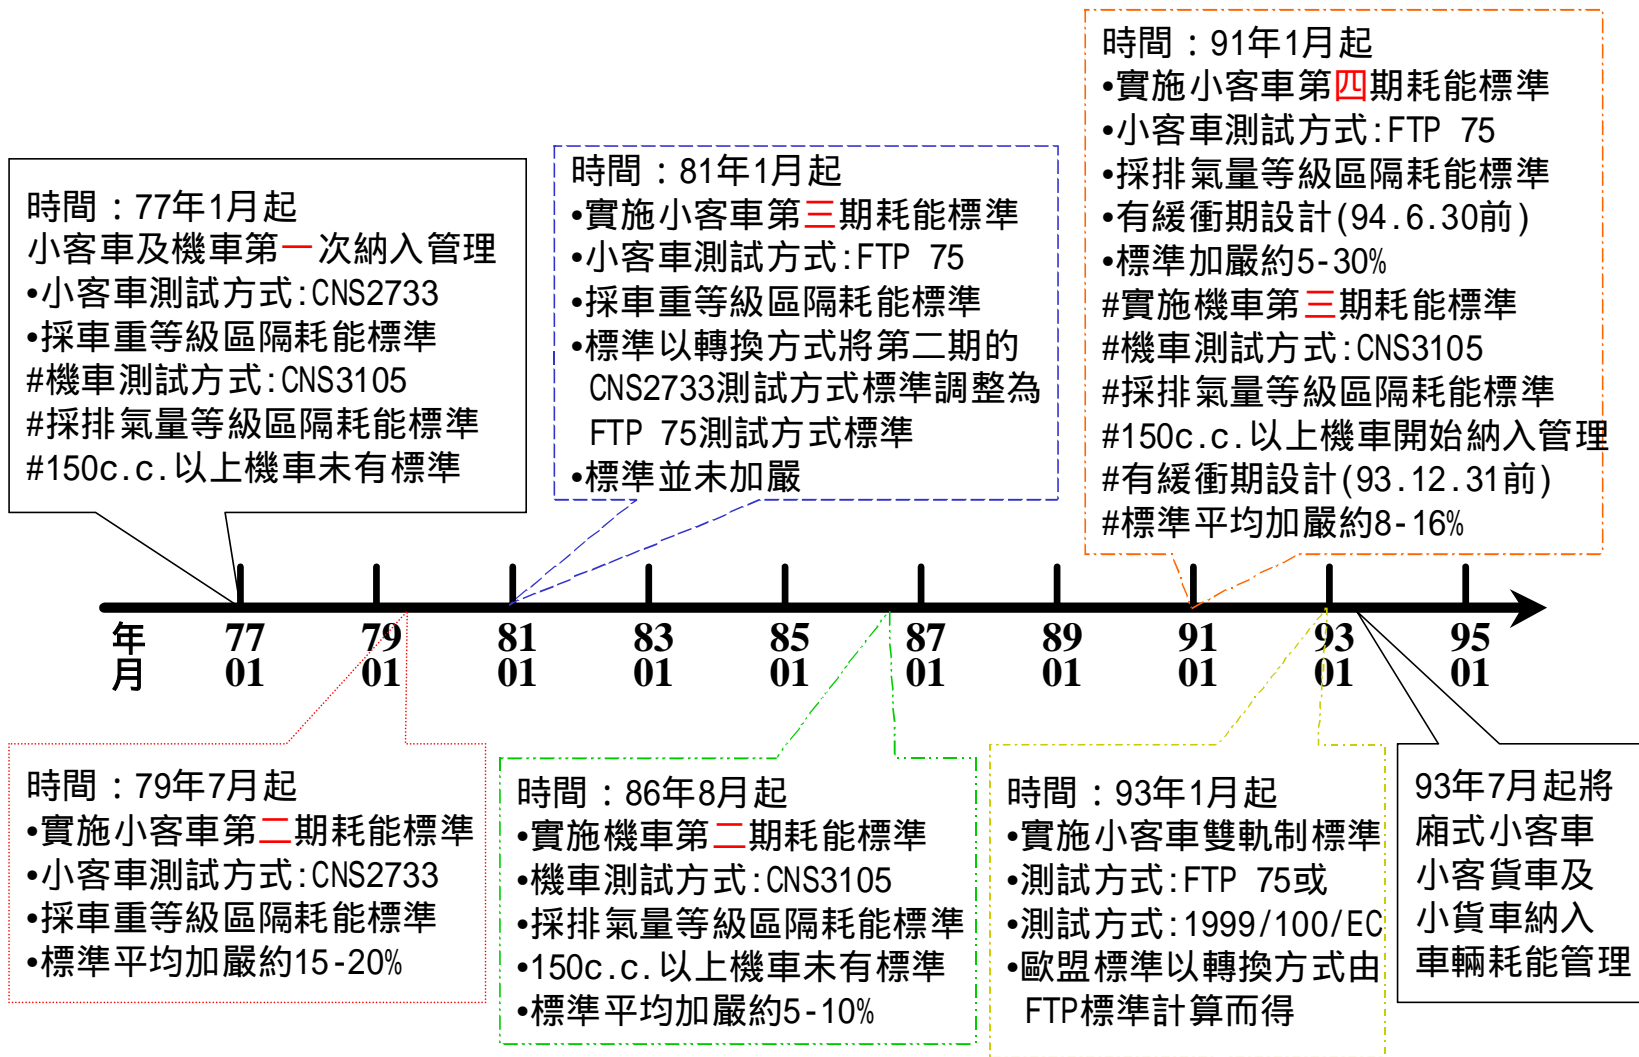 時間：77年1月起
小客車及機車第一次納入管理
•小客車測試方式:CNS2733
•採車重等級區隔耗能標準
#機車測試方式:CNS3105
#採排氣量等級區隔耗能標準
#150c.c.以上機車未有標準
時間：81年1月起
•實施小客車第三期耗能標準
•小客車測試方式:FTP 75
•採車重等級區隔耗能標準
•標準以轉換方式將第二期的
CNS2733測試方式標準調整為
FTP 75測試方式標準
•標準並未加嚴
時間：91年1月起
•實施小客車第四期耗能標準
•小客車測試方式:FTP 75
•採排氣量等級區隔耗能標準
•有緩衝期設計(94.6.30前)
•標準加嚴約5-30%
#實施機車第三期耗能標準
#機車測試方式:CNS3105
#採排氣量等級區隔耗能標準
#150c.c.以上機車開始納入管理
#有緩衝期設計(93.12.31前)
#標準平均加嚴約8-16%
年 77 79 81 83 85 87 89 91 93 95
月 01 01 01 01 01 01 01 01 01 01
時間：79年7月起
•實施小客車第二期耗能標準
•小客車測試方式:CNS2733
•採車重等級區隔耗能標準
•標準平均加嚴約15-20%
時間：86年8月起
•實施機車第二期耗能標準
•機車測試方式:CNS3105
•採排氣量等級區隔耗能標準
•150c.c.以上機車未有標準
•標準平均加嚴約5-10%
時間：93年1月起
•實施小客車雙軌制標準
•測試方式:FTP 75或
•測試方式:1999/100/EC
•歐盟標準以轉換方式由
FTP標準計算而得
93年7月起將
廂式小客車
小客貨車及
小貨車納入
車輛耗能管理